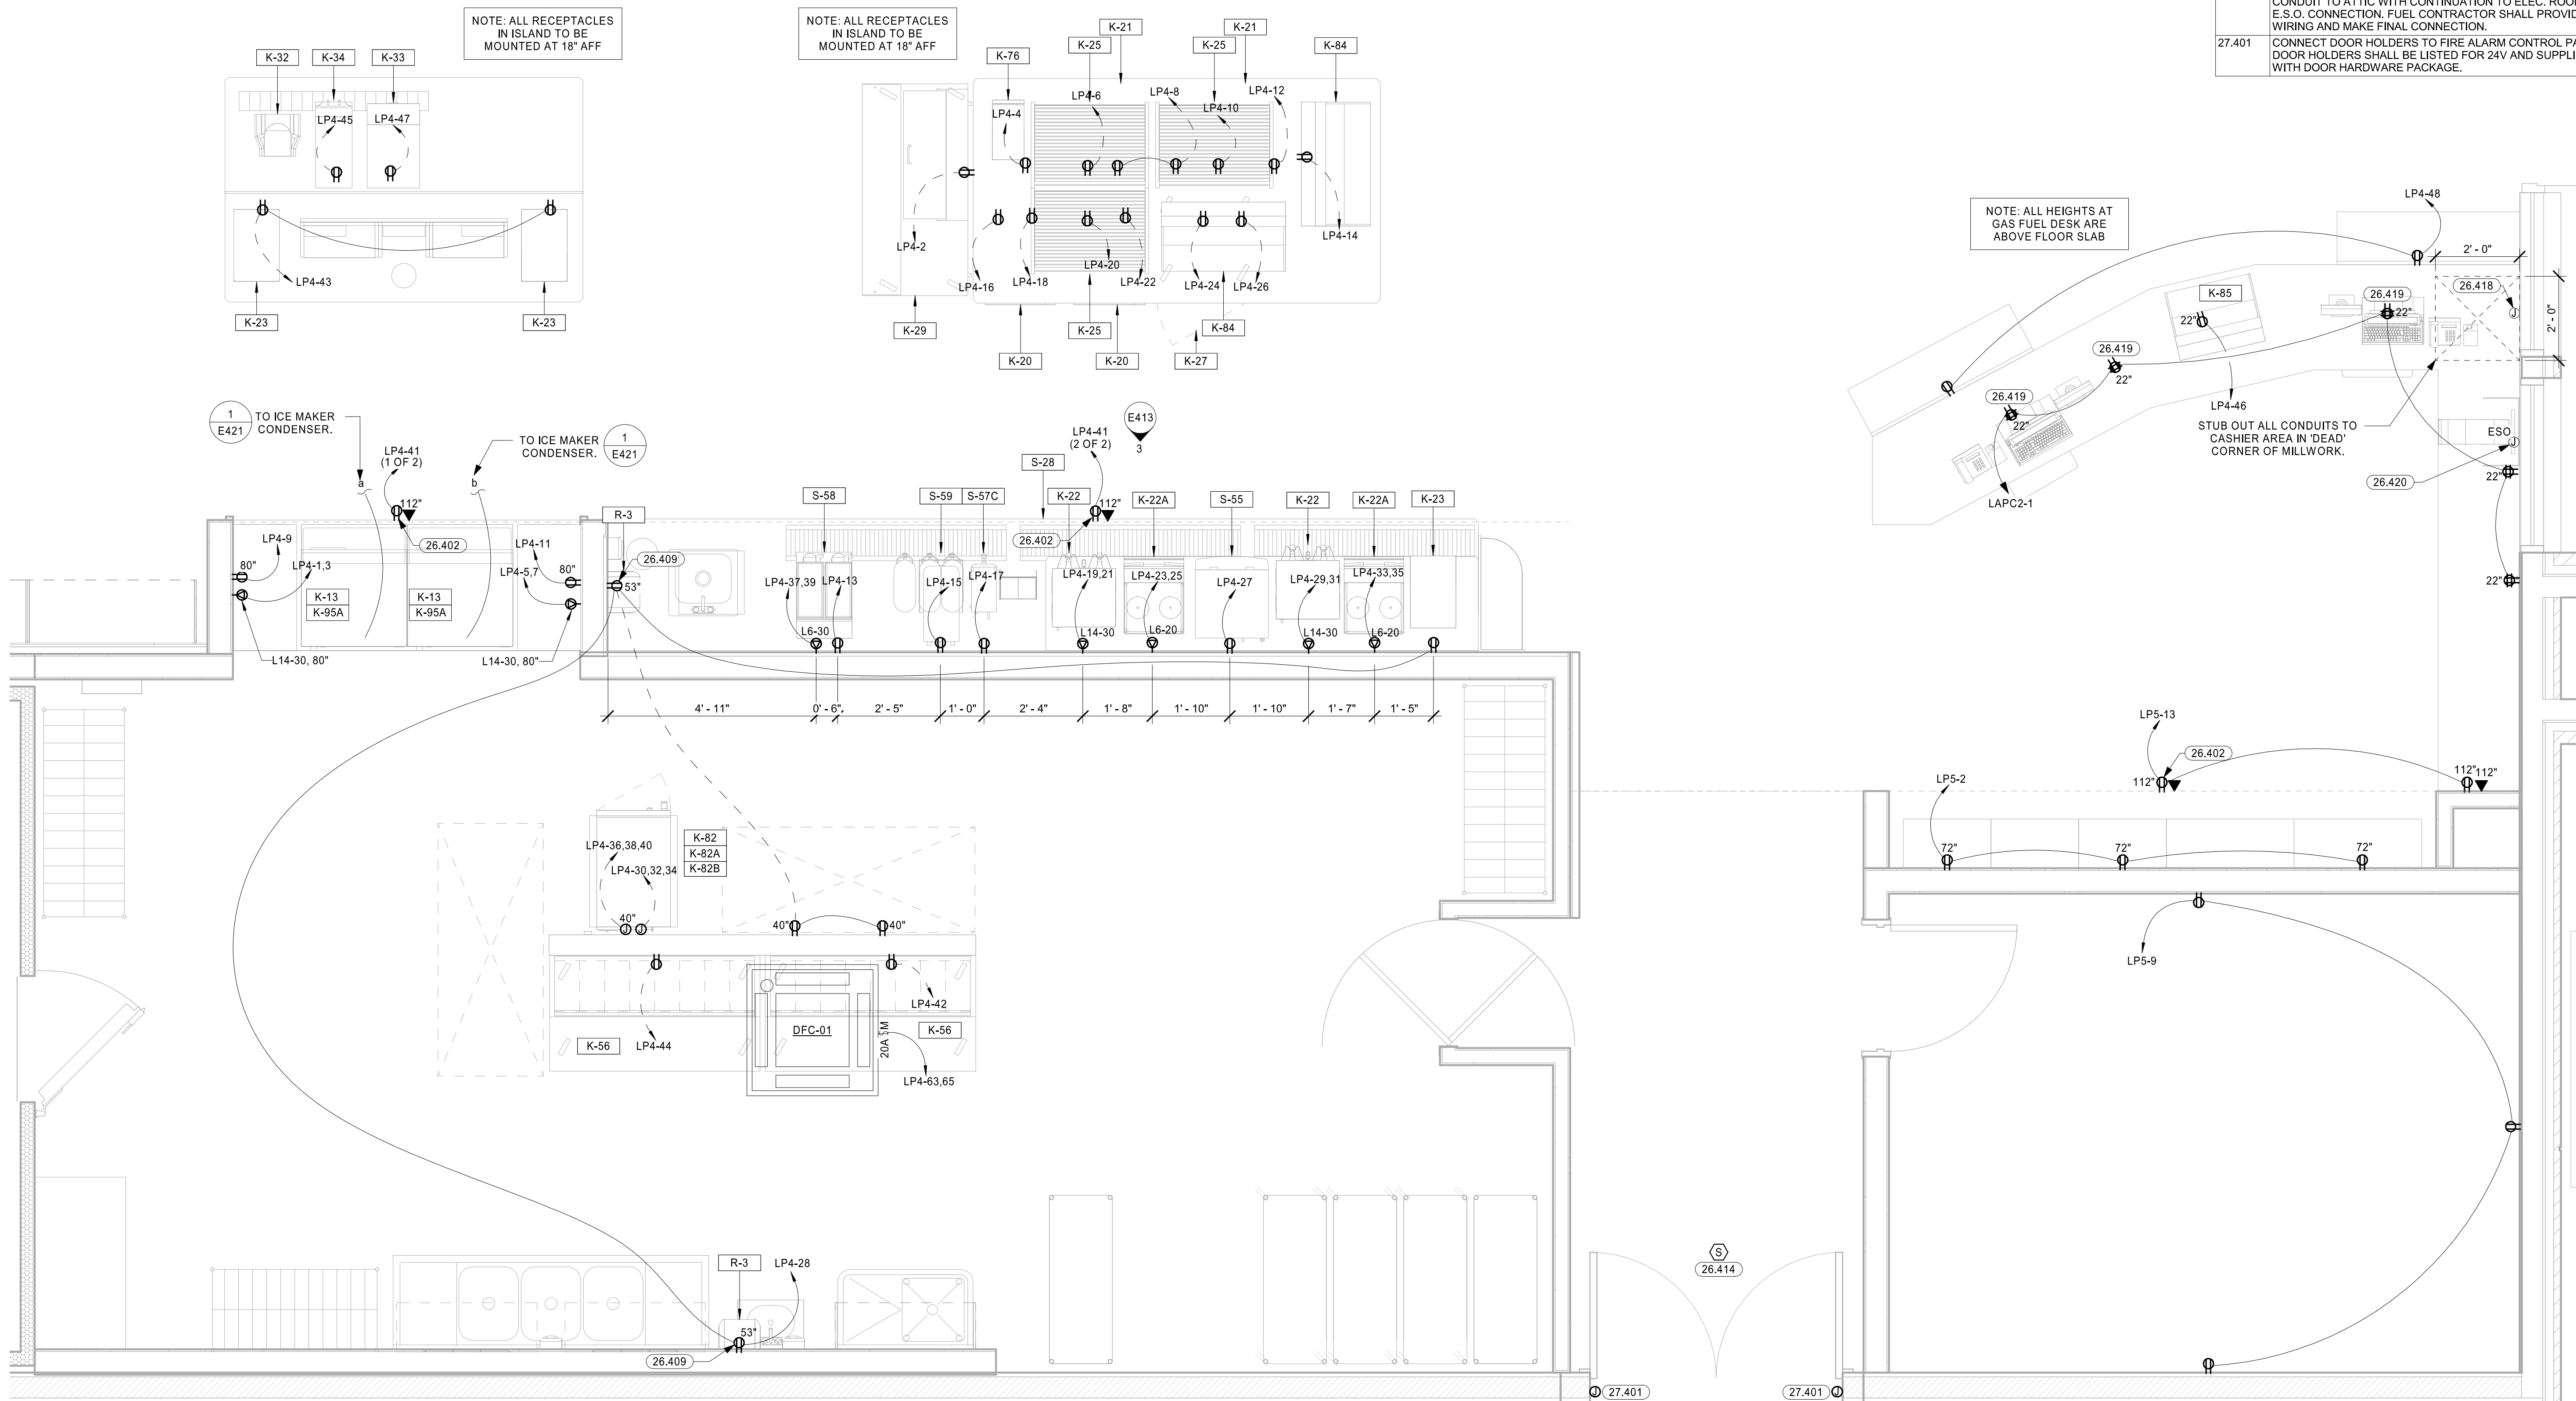 CONDUIT TO ATTIC WITH CONTINUATION TO ELEC. ROO
E.S.O. CONNECTION. FUEL CONTRACTOR SHALL PROVID
WIRING AND MAKE FINAL CONNECTION.
27.401 CONNECT DOOR HOLDERS TO FIRE ALARM CONTROL PA
DOOR HOLDERS SHALL BE LISTED FOR 24V AND SUPPLI
WITH DOOR HARDWARE PACKAGE.
NOTE: ALL RECEPTACLES
IN ISLAND TO BE
MOUNTED AT 18" AFF
K-32
K-34
K-33
LP4-45
LP4-47
LP4-43
K-23
K-23
NOTE: ALL RECEPTACLES
IN ISLAND TO BE
MOUNTED AT 18" AFF
K-21
K-21
K-76
K-25
K-25
K-84
LP4-4
LP4-6
LP4-8
LP4-10
LP4-12
LP4-2
LP4-14
LP4-16
LP4-18
LP4-20
LP4-22
LP4-24
LP4-26
K-29
K-20
K-25
K-20
K-84
K-27
NOTE: ALL HEIGHTS AT
GAS FUEL DESK ARE
ABOVE FLOOR SLAB
LP4-48
2' - 0"
26.418
J
2' - 0"
K-85
22"
26.419
22"
26.419
22"
26.419
22"
LP4-46
LAPC2-1
STUB OUT ALL CONDUITS TO
CASHIER AREA IN 'DEAD'
CORNER OF MILLWORK.
ESO
J
26.420
22"
22"
1
E421
TO ICE MAKER
CONDENSER.
TO ICE MAKER
CONDENSER.
1
E421
LP4-41
(1 OF 2)
a
b
112"
26.402
LP4-41
(2 OF 2)
E413
3
S-28
112"
26.402
R-3
26.409
53"
S-58
S-59
S-57C
K-22
K-22A
S-55
K-22
K-22A
K-23
LP4-9
80"
LP4-1,3
K-13
K-95A
K-13
K-95A
LP4-11
LP4-5,7
80"
L14-30, 80"
L14-30, 80"
LP4-37,39
LP4-13
LP4-15
LP4-17
LP4-19,21
LP4-23,25
LP4-27
LP4-29,31
LP4-33,35
L6-30
L14-30
L6-20
L14-30
L6-20
4' - 11"
0' - 6"
2' - 5"
1' - 0"
2' - 4"
1' - 8"
1' - 10"
1' - 10"
1' - 7"
1' - 5"
LP5-13
26.402
112"
112"
112"
LP5-2
72"
72"
72"
LP5-9
LP4-36,38,40
LP4-30,32,34
K-82
K-82A
K-82B
40"
J
J
40"
40"
LP4-42
LP4-44
K-56
DFC-01
20A SM
K-56
LP4-63,65
R-3
LP4-28
53"
26.409
S
26.414
J
27.401
27.401
J